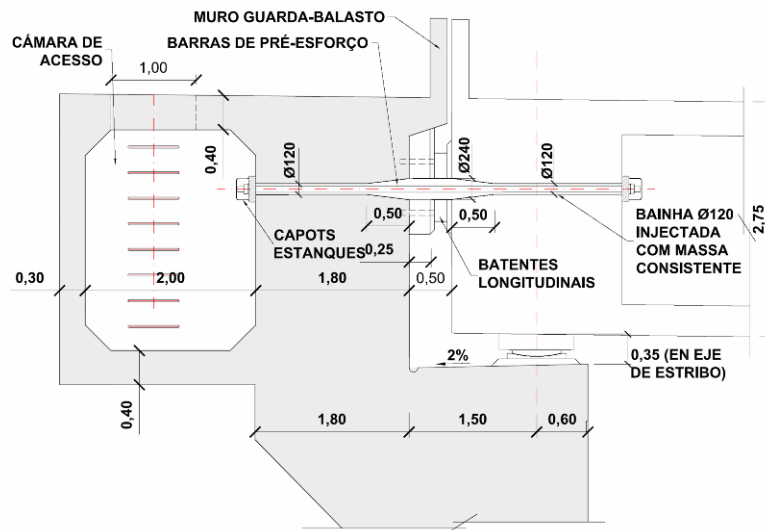 MURO GUARDA-BALASTO
CÁMARA DE
ACESSO
BARRAS DE PRÉ-ESFORÇO
1,00
0,40
Ø120
Ø240
Ø120
0,50
0,50
CAPOTS
ESTANQUES
0,25
BATENTES
LONGITUDINAIS
BAINHA Ø120
INJECTADA
COM MASSA
CONSISTENTE
2,75
0,30
2,00
1,80
0,50
2%
0,35 (EN EJE
DE ESTRIBO)
0,40
1,80
1,50
0,60